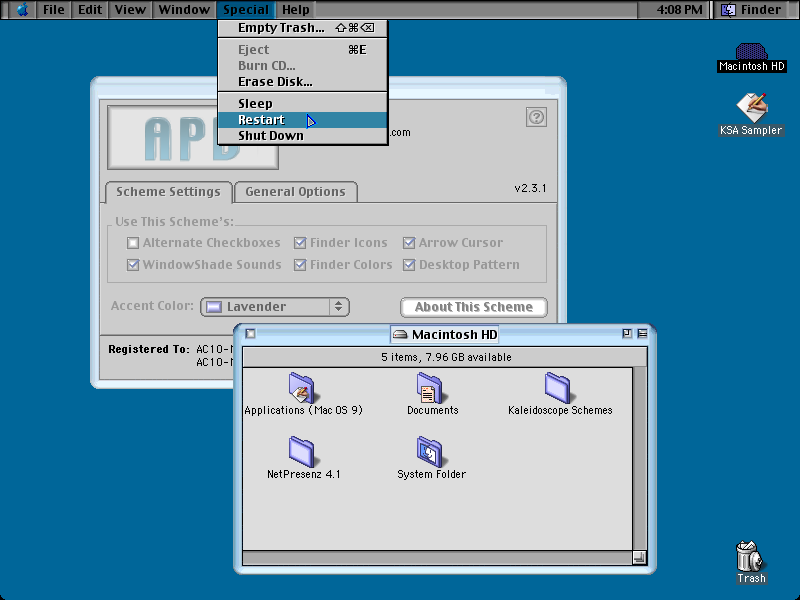 File Edit View Window Special Help 4:08 PM Finder
Empty Trash... ⇧⌘⌫
Eject ⌘E
Burn CD...
Erase Disk...
Sleep
Restart
Shut Down
Macintosh HD
KSA Sampler
.com
v2.3.1
Scheme Settings General Options
Use This Scheme's:
Alternate Checkboxes Finder Icons Arrow Cursor
WindowShade Sounds Finder Colors Desktop Pattern
Accent Color: Lavender About This Scheme
Registered To: AC10-
AC10-
Macintosh HD
5 items, 7.96 GB available
Applications (Mac OS 9) Documents Kaleidoscope Schemes
NetPresenz 4.1 System Folder
Trash